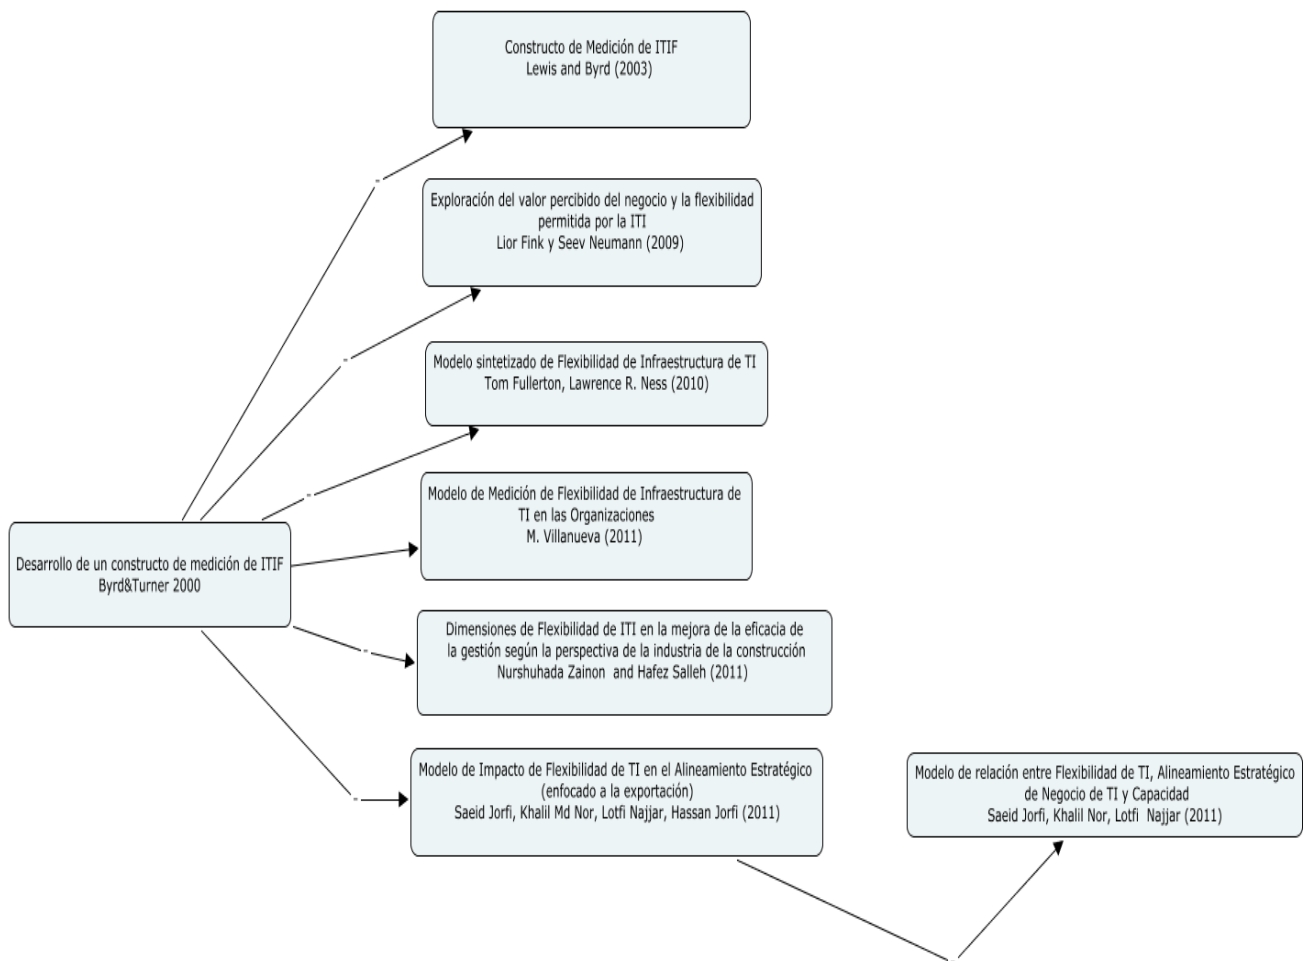 Constructo de Medición de ITIF
Lewis and Byrd (2003)
Exploración del valor percibido del negocio y la flexibilidad
permitida por la ITI
Lior Fink y Seev Neumann (2009)
Modelo sintetizado de Flexibilidad de Infraestructura de TI
Tom Fullerton, Lawrence R. Ness (2010)
Modelo de Medición de Flexibilidad de Infraestructura de
TI en las Organizaciones
M. Villanueva (2011)
Desarrollo de un constructo de medición de ITIF
Byrd&Turner 2000
Dimensiones de Flexibilidad de ITI en la mejora de la eficacia de
la gestión según la perspectiva de la industria de la construcción
Nurshuhada Zainon and Hafez Salleh (2011)
Modelo de Impacto de Flexibilidad de TI en el Alineamiento Estratégico
(enfocado a la exportación)
Saeid Jorfi, Khalil Md Nor, Lotfi Najjar, Hassan Jorfi (2011)
Modelo de relación entre Flexibilidad de TI, Alineamiento Estratégico
de Negocio de TI y Capacidad
Saeid Jorfi, Khalil Nor, Lotfi Najjar (2011)